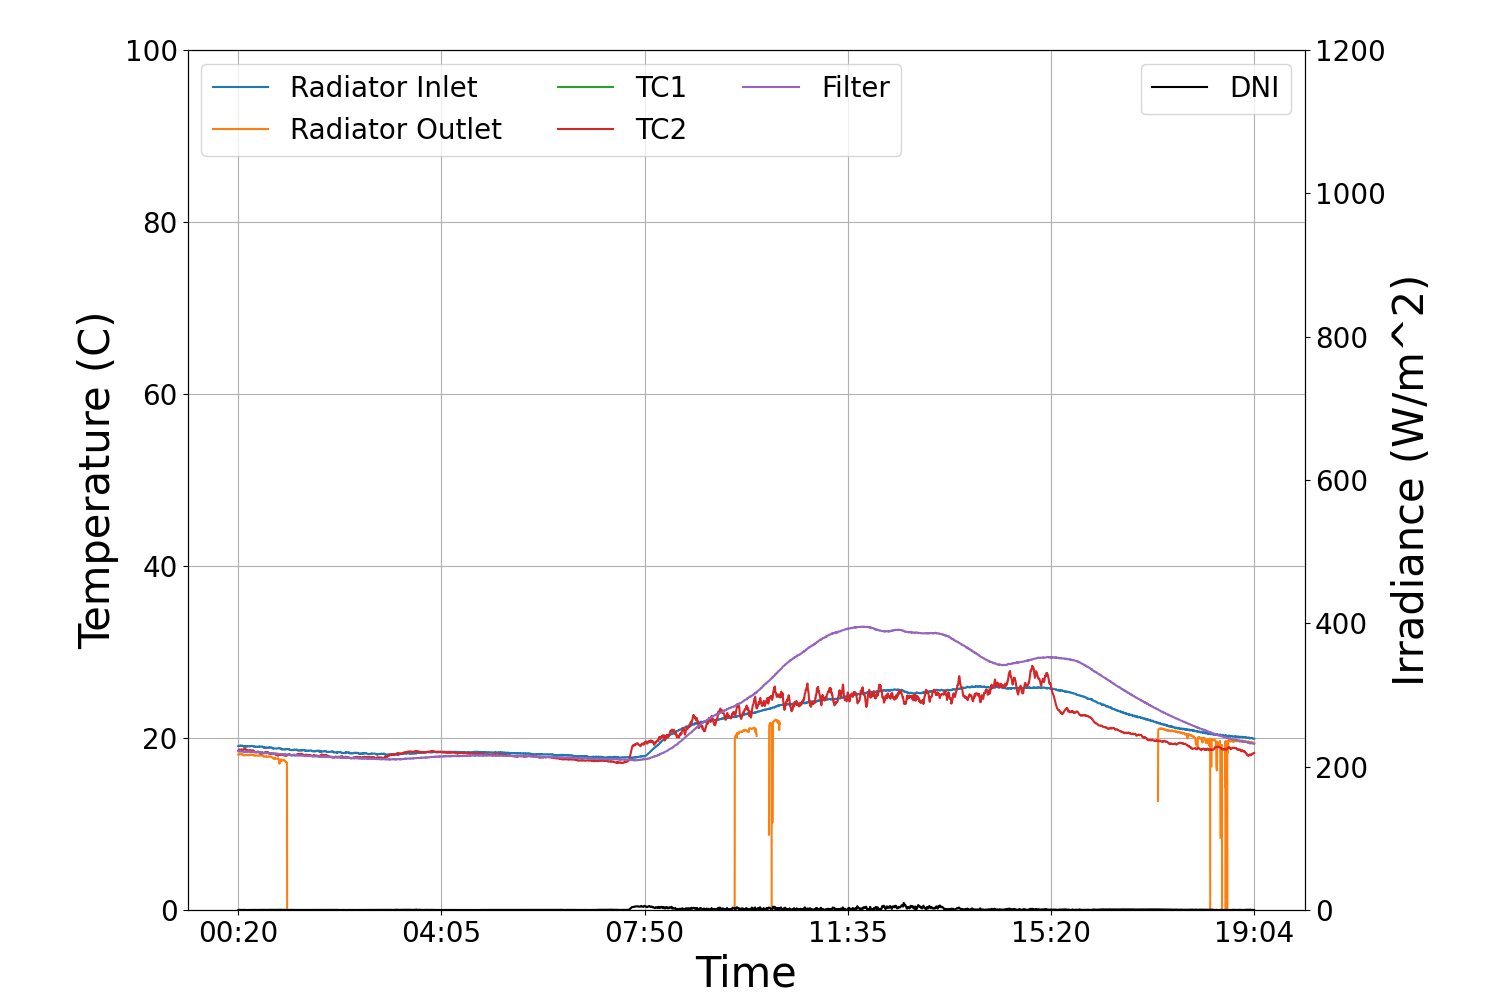 100
80
60
40
20
0
Temperature (C)
Radiator Inlet
Radiator Outlet
TC1
TC2
Filter
DNI
1200
1000
800
600
400
200
0
Irradiance (W/m^2)
00:20 04:05 07:50 11:35 15:20 19:04
Time